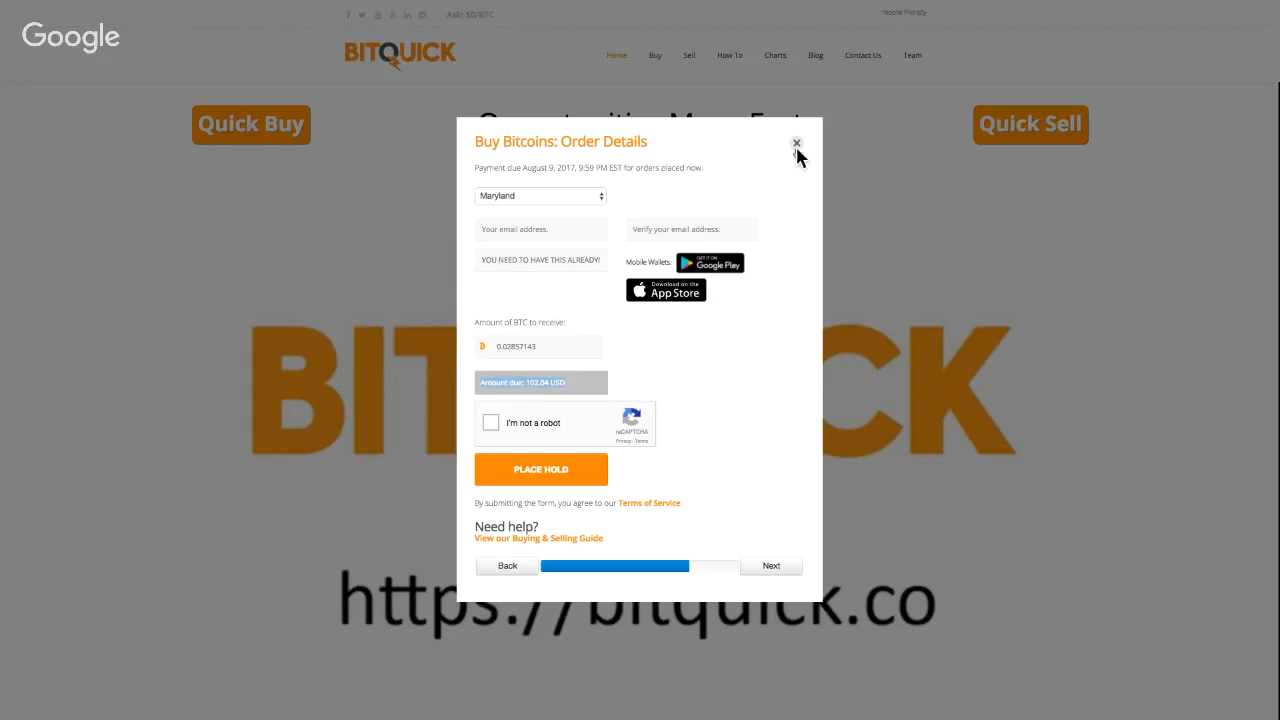 Google
Ask: $0/BTC
BITQUICK
Home Buy Sell How To Charts Blog Contact Us Team
Quick Buy
Quick Sell
Buy Bitcoins: Order Details
Payment due August 9, 2017, 9:59 PM EST for orders placed now.
Maryland
Your email address.
Verify your email address.
YOU NEED TO HAVE THIS ALREADY!
Mobile Wallets:
GET IT ON
Google Play
Download on the
App Store
Amount of BTC to receive:
0.02857143
Amount due: 102.04 USD
I'm not a robot
reCAPTCHA
Privacy - Terms
PLACE HOLD
By submitting the form, you agree to our Terms of Service.
Need help?
View our Buying & Selling Guide
Back
Next
https://bitquick.co